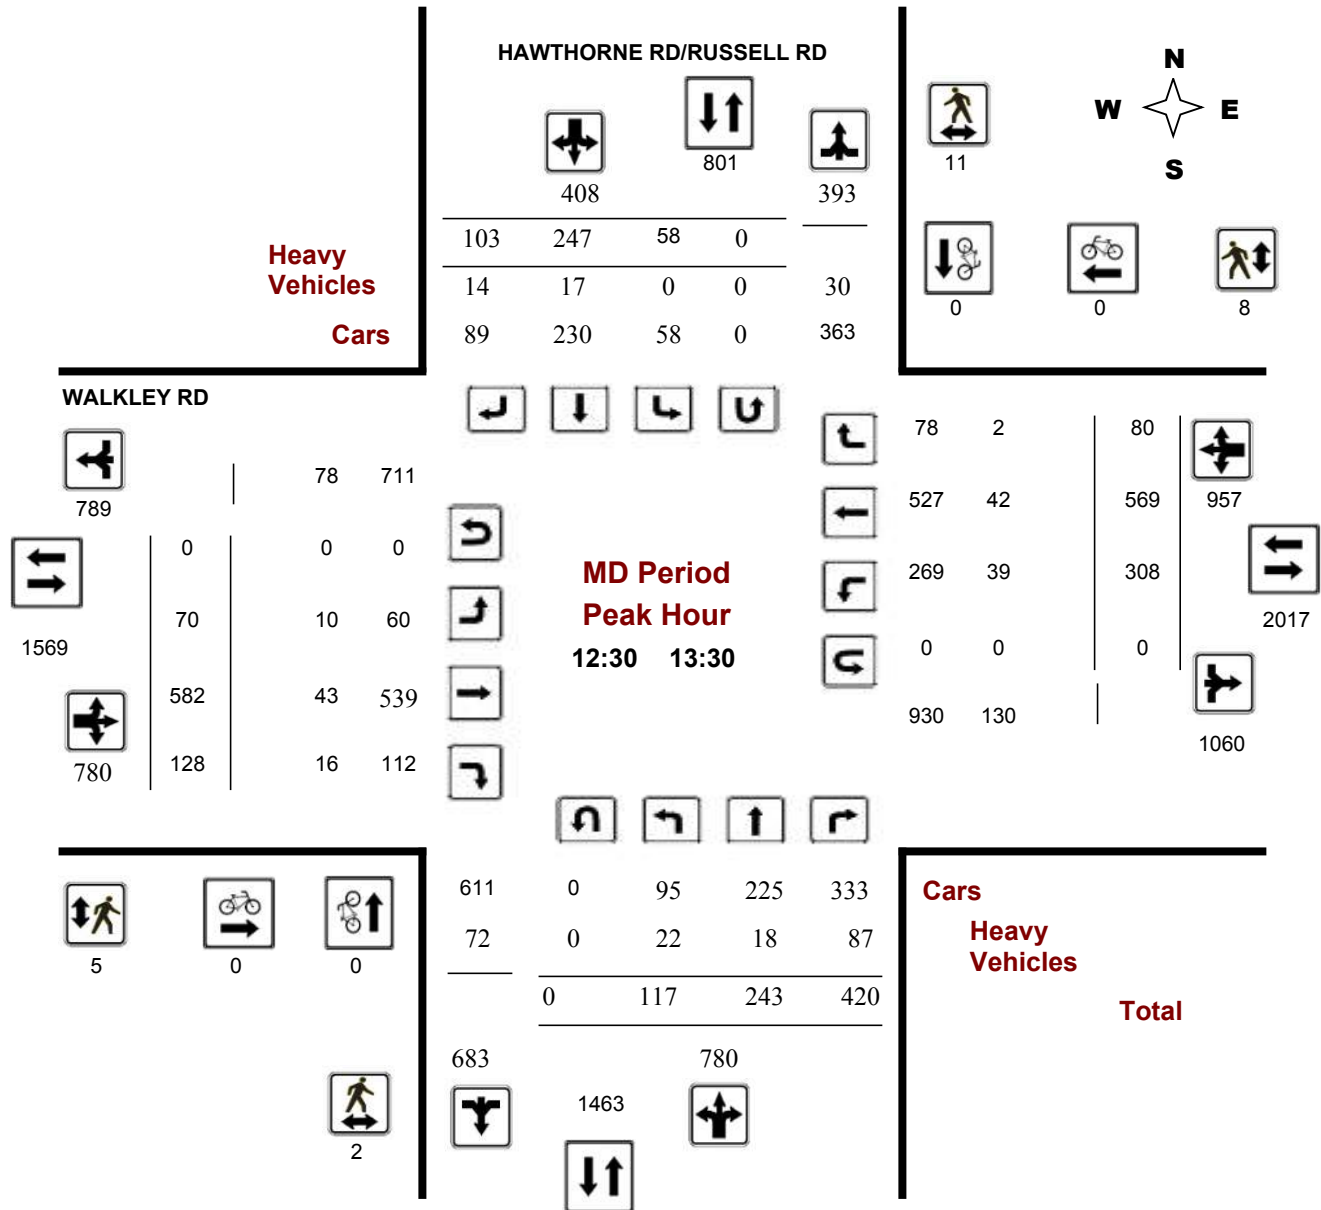 HAWTHORNE RD/RUSSELL RD
N
W E
S
801
11
408 393
103 247 58 0
Heavy
Vehicles
14 17 0 0 30
0 0 8
Cars
89 230 58 0 363
WALKLEY RD
78 2 80
78 711
789
527 42 569 957
0 0 0
MD Period
269 39 308
Peak Hour
70 10 60
2017
1569
12:30 13:30
0 0 0
582 43 539
930 130
1060
780 128 16 112
611 0 95 225 333
Cars
72 0 22 18 87
Heavy
Vehicles
5 0 0
0 117 243 420
Total
683 780
1463
2